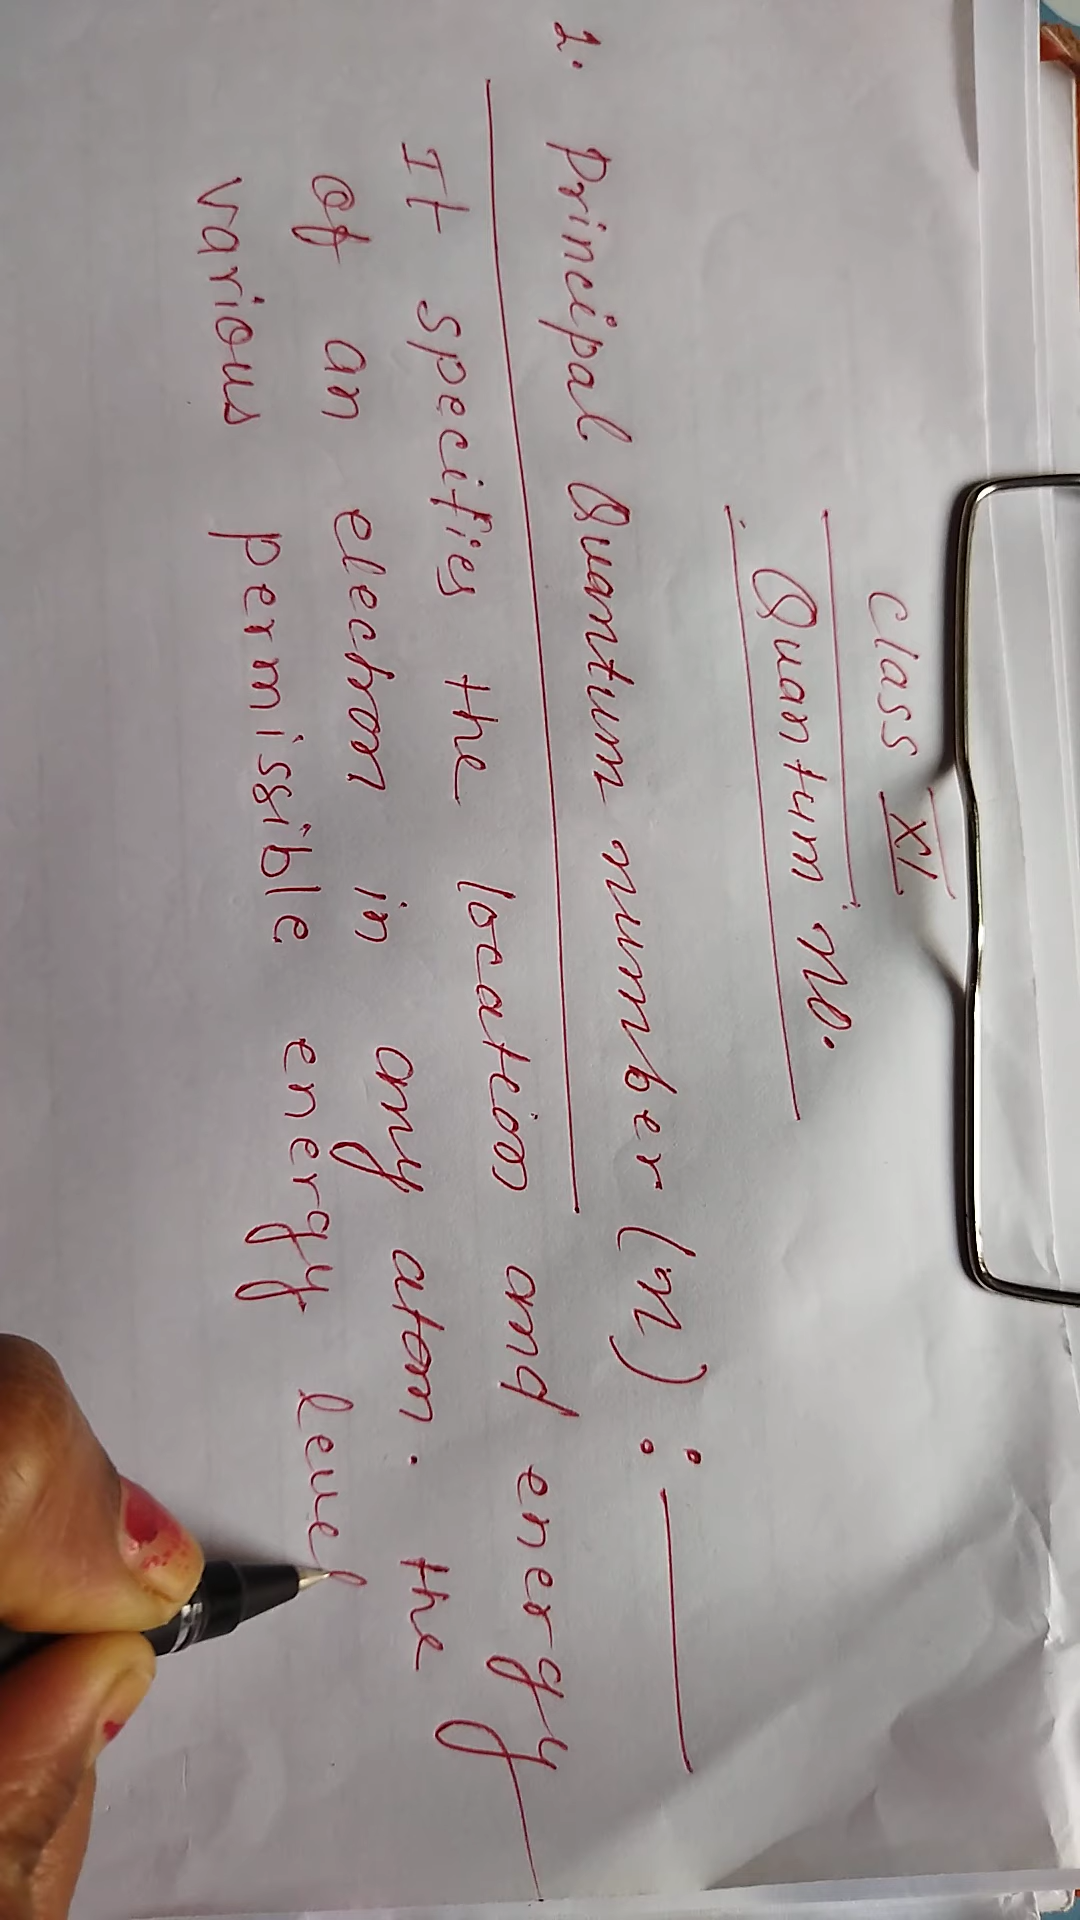 Class XI
Quantum no.
1. Principal Quantum number (n) :
It specifies the location and energy
of an electron in any atom. the
various permissible energy level